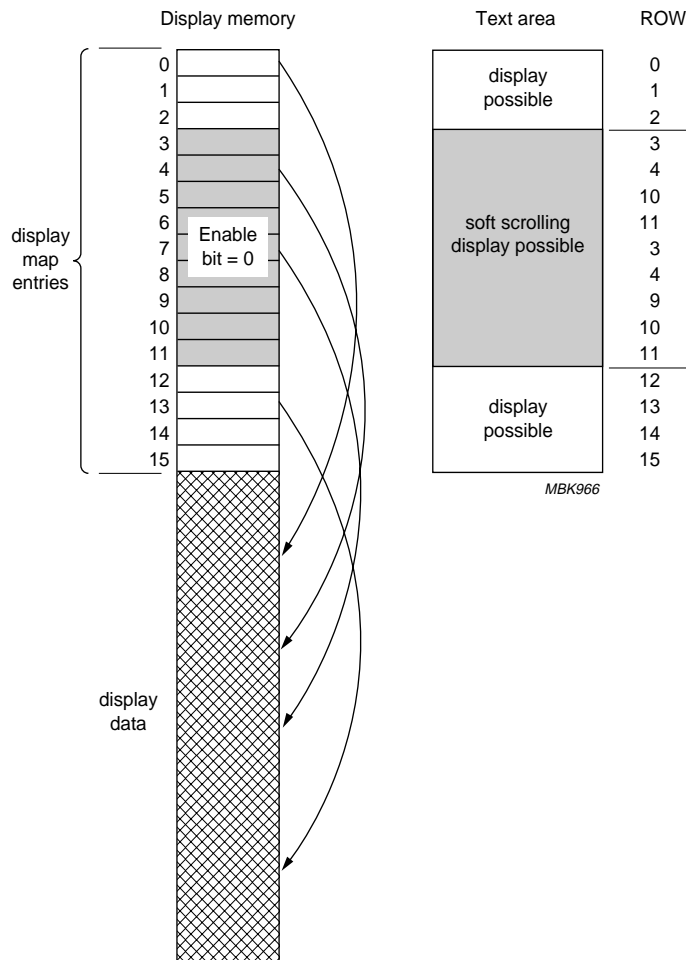 Display memory
Text area
ROW
0
1
2
3
4
5
6
7
8
9
10
11
12
13
14
15
display
map
entries
Enable
bit = 0
display
data
display
possible
soft scrolling
display possible
display
possible
0
1
2
3
4
10
11
3
4
9
10
11
12
13
14
15
MBK966